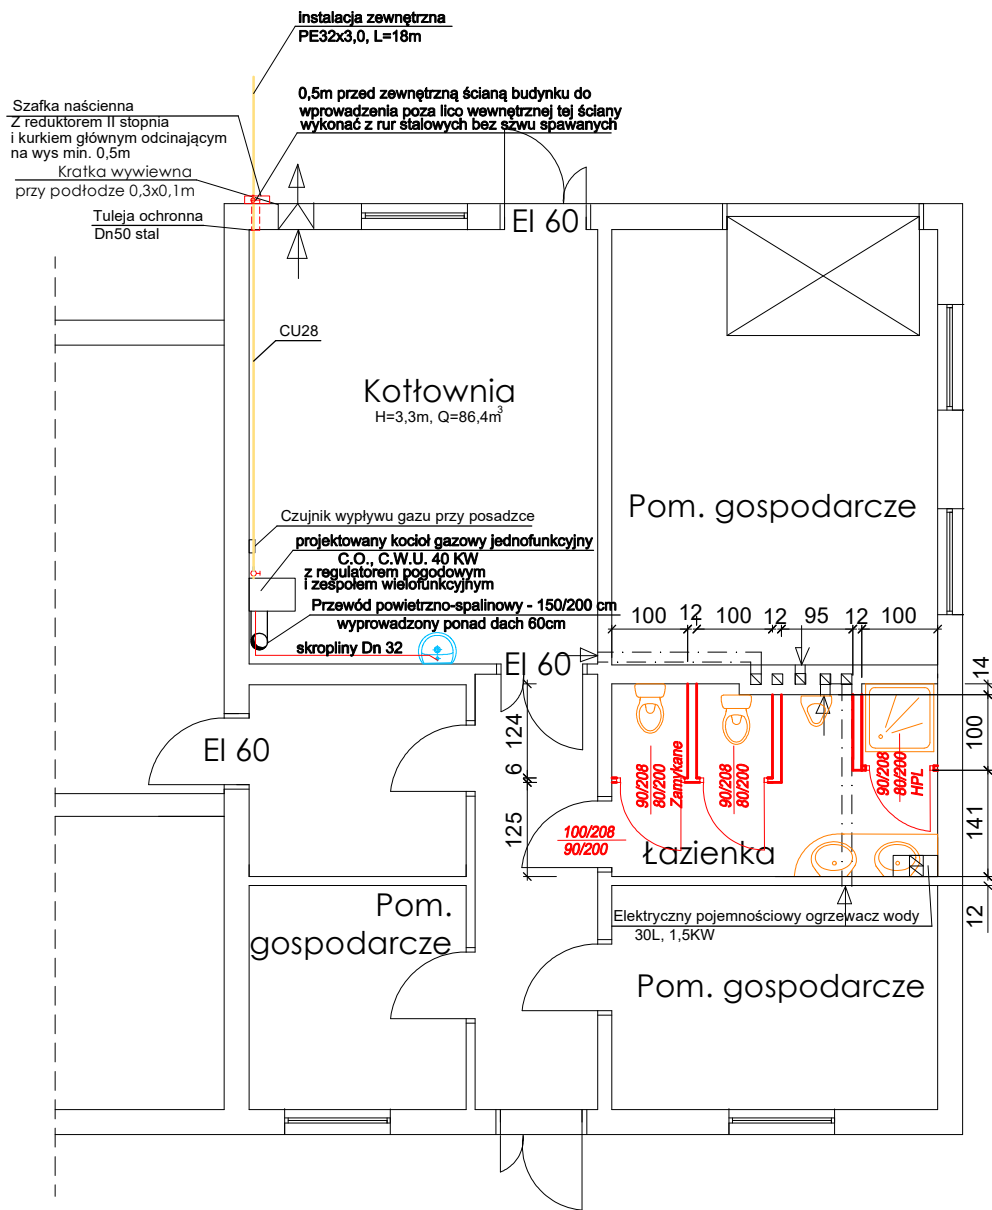 instalacja zewnętrzna
PE32x3,0, L=18m
0,5m przed zewnętrzną ścianą budynku do
wprowadzenia poza lico wewnętrznej tej ściany
wykonać z rur stalowych bez szwu spawanych
Szafka naścienna
Z reduktorem II stopnia
i kurkiem głównym odcinającym
na wys min. 0,5m
Kratka wywiewna
przy podłodze 0,3x0,1m
Tuleja ochronna
Dn50 stal
EI 60
CU28
Kotłownia
H=3,3m, Q=86,4m³
Pom. gospodarcze
Czujnik wypływu gazu przy posadzce
projektowany kocioł gazowy jednofunkcyjny
C.O., C.W.U. 40 KW
z regulatorem pogodowym
i zespołem wielofunkcyjnym
Przewód powietrzno-spalinowy - 150/200 cm
wyprowadzony ponad dach 60cm
skropliny Dn 32
100 12 100 12 95 12 100
EI 60
14
100
141
12
124
6
125
EI 60
90/208
80/200
Zamykane
90/208
80/200
90/208
80/200
HPL
100/208
90/200
Łazienka
Pom.
gospodarcze
Elektryczny pojemnościowy ogrzewacz wody
30L, 1,5KW
Pom. gospodarcze